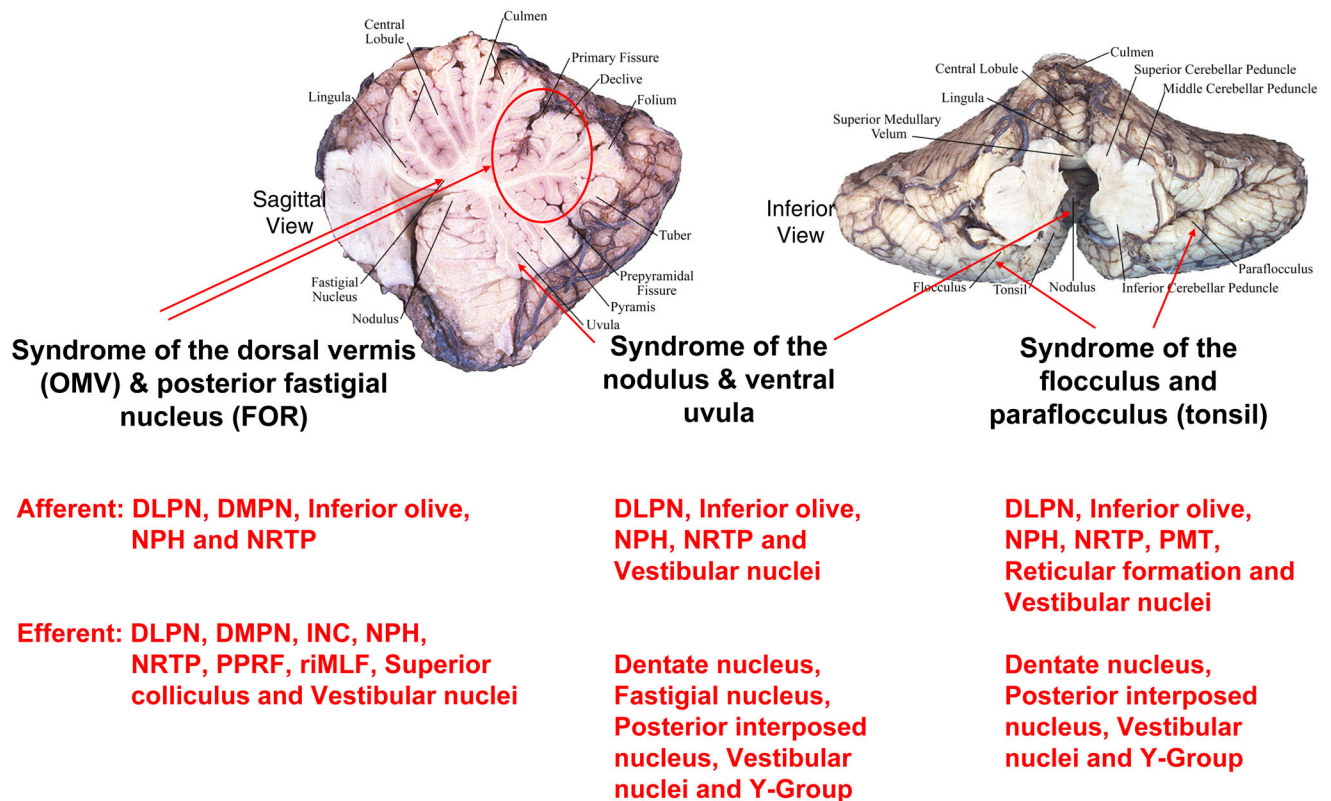 Culmen
Central
Lobule
Primary Fissure
Declive
Folium
Lingula
Sagittal
View
Tuber
Prepyramidal
Fissure
Pyramis
Uvula
Fastigial
Nucleus
Nodulus
Culmen
Central Lobule
Superior Cerebellar Peduncle
Middle Cerebellar Peduncle
Lingula
Superior Medullary
Velum
Inferior
View
Paraflocculus
Flocculus
Tonsil
Nodulus
Inferior Cerebellar Peduncle
Syndrome of the dorsal vermis
(OMV) & posterior fastigial
nucleus (FOR)
Syndrome of the
nodulus & ventral
uvula
Syndrome of the
flocculus and
paraflocculus (tonsil)
Afferent: DLPN, DMPN, Inferior olive,
NPH and NRTP
DLPN, Inferior olive,
NPH, NRTP and
Vestibular nuclei
DLPN, Inferior olive,
NPH, NRTP, PMT,
Reticular formation and
Vestibular nuclei
Efferent: DLPN, DMPN, INC, NPH,
NRTP, PPRF, riMLF, Superior
colliculus and Vestibular nuclei
Dentate nucleus,
Fastigial nucleus,
Posterior interposed
nucleus, Vestibular
nuclei and Y-Group
Dentate nucleus,
Posterior interposed
nucleus, Vestibular
nuclei and Y-Group